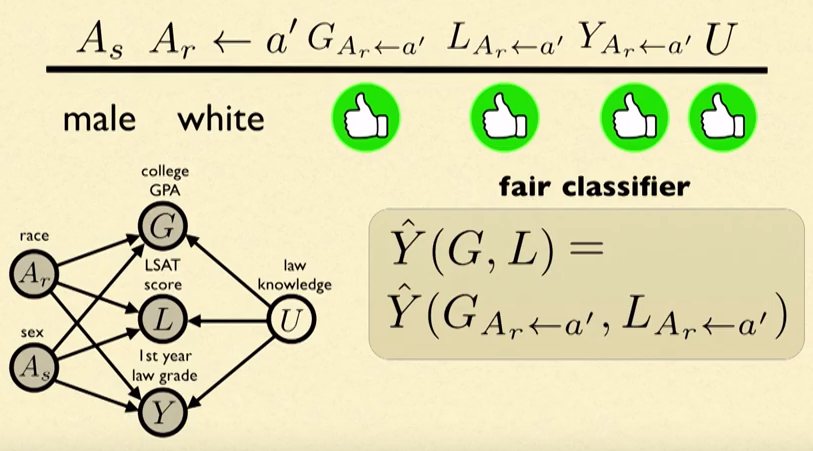 A_s A_r ← a′ G_{A_r←a′} L_{A_r←a′} Y_{A_r←a′} U
male white
college
GPA
G
race
A_r
LSAT
score
L
law
knowledge
U
sex
A_s
1st year
law grade
Y
fair classifier
Ŷ(G, L) =
Ŷ(G_{A_r←a′}, L_{A_r←a′})